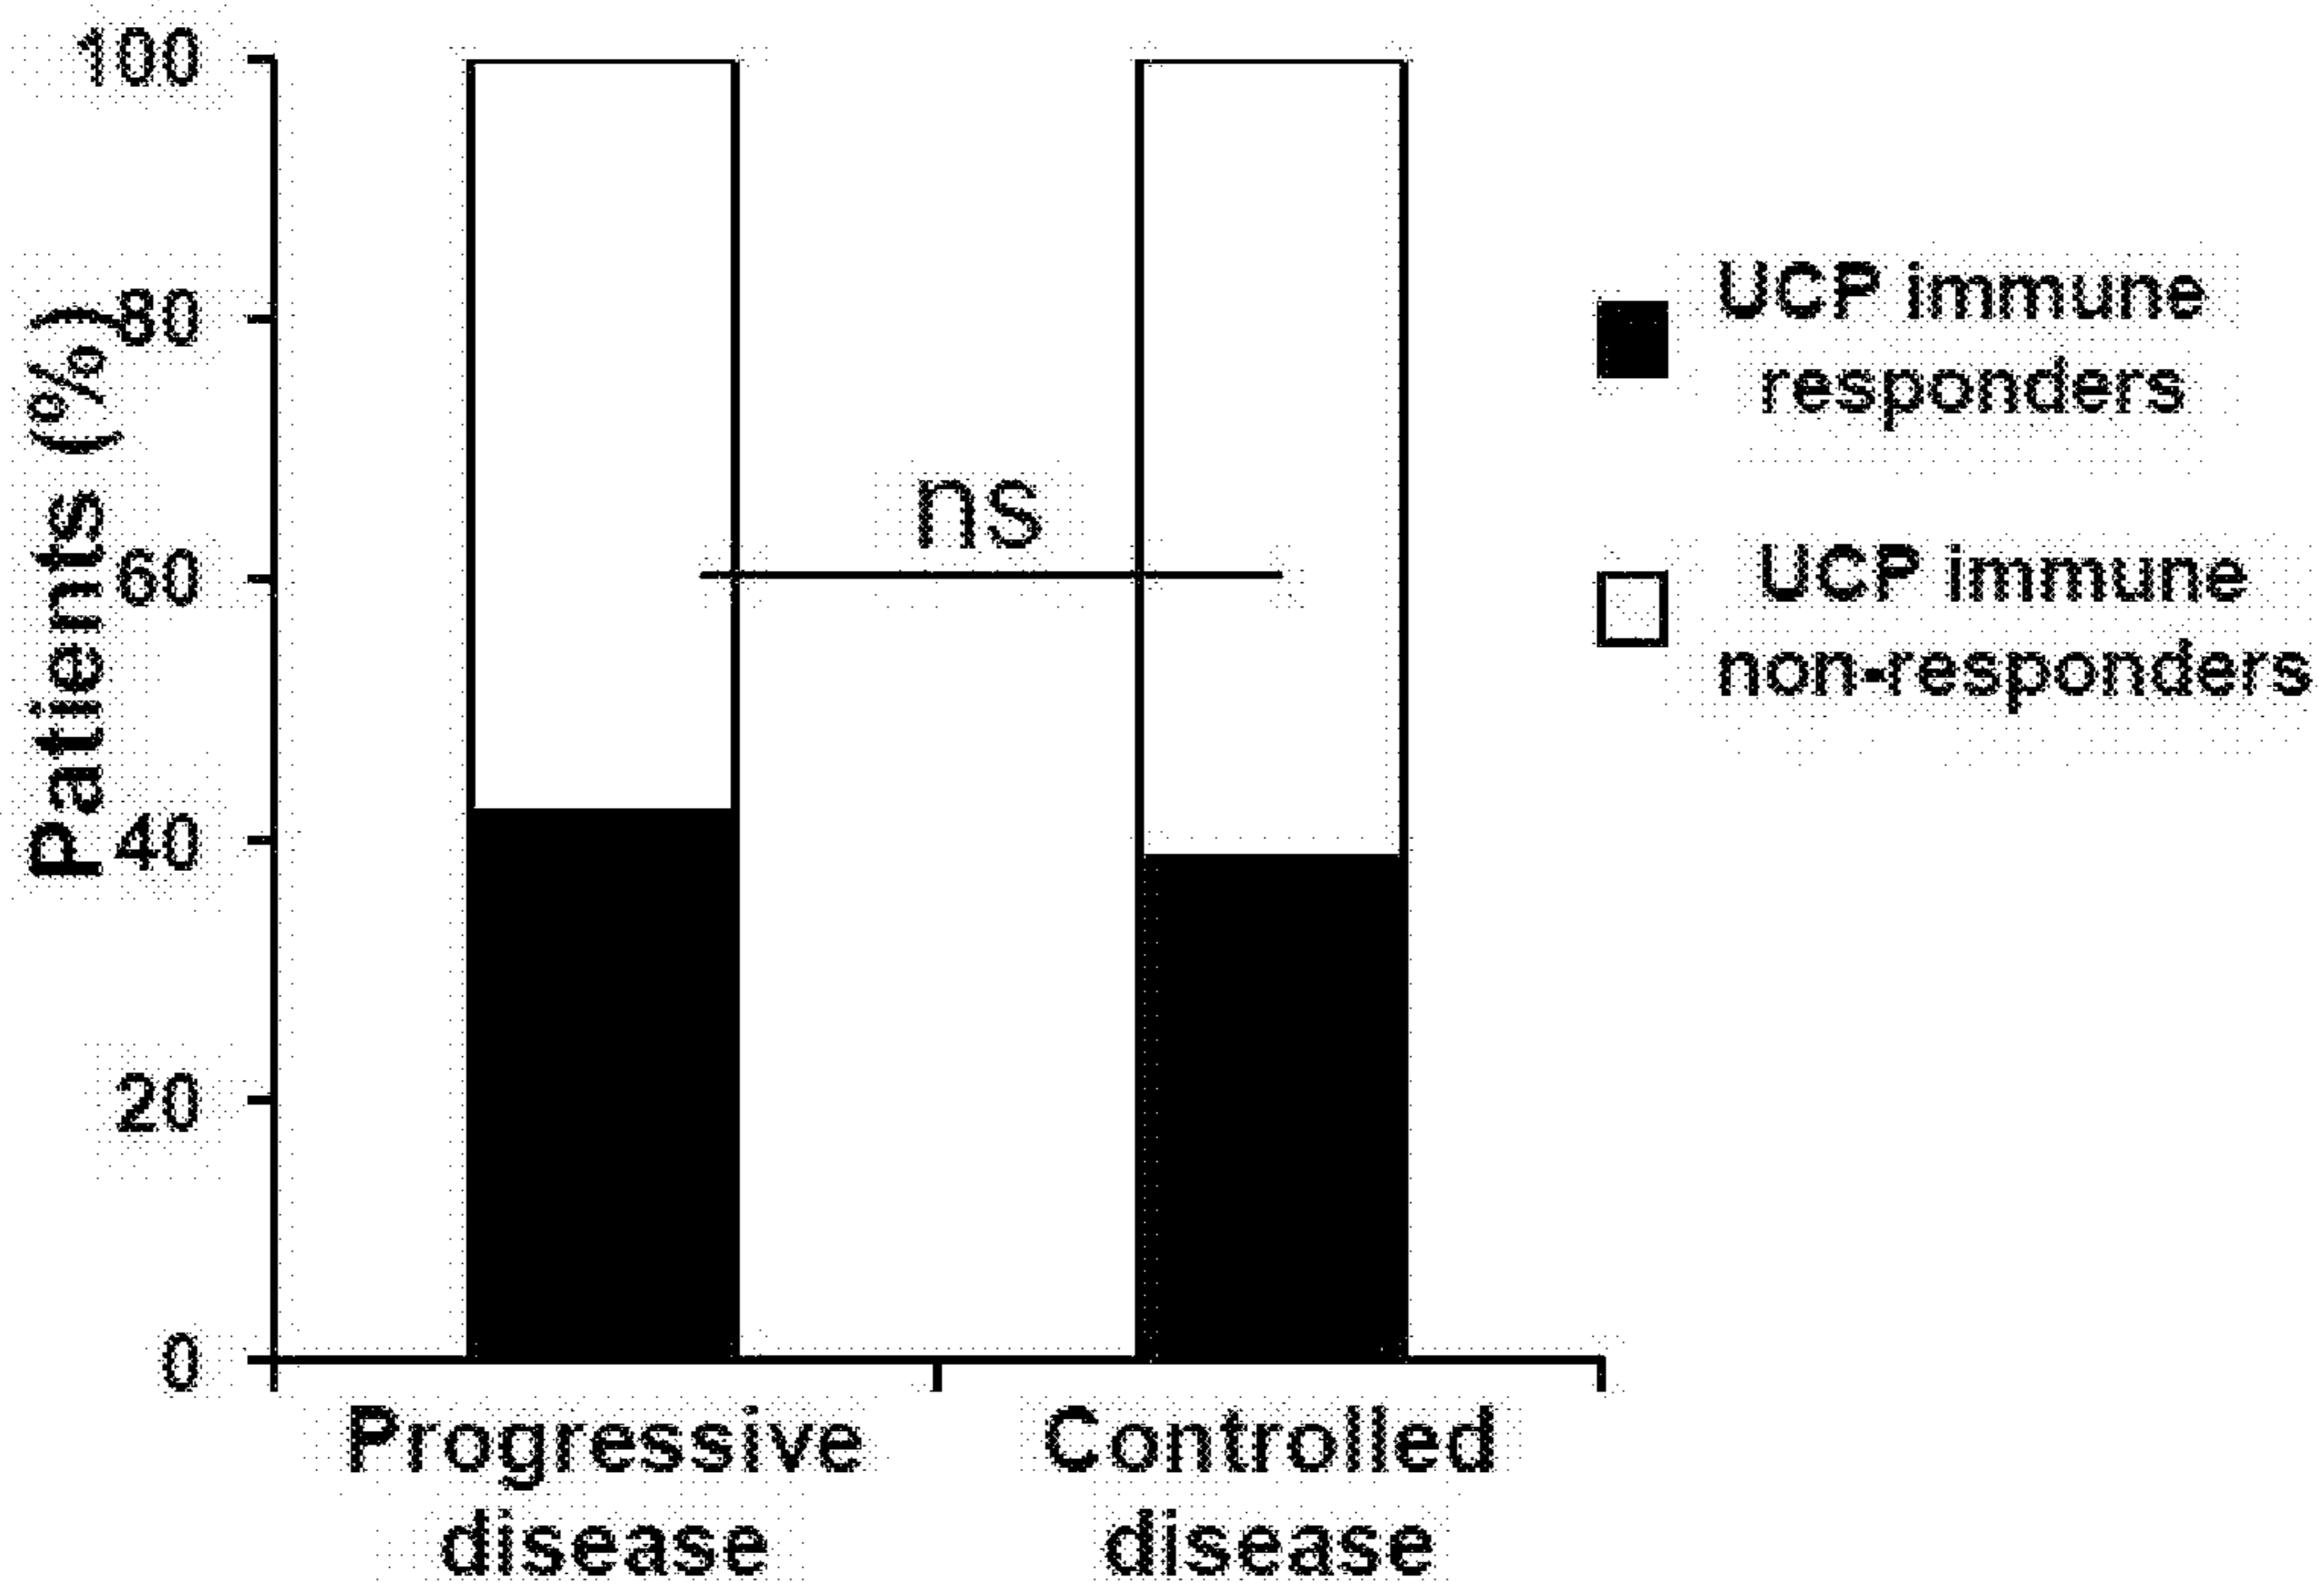 Patients (%)
100
80
60
40
20
0
ns
UCP immune
responders
UCP immune
non-responders
Progressive
disease
Controlled
disease